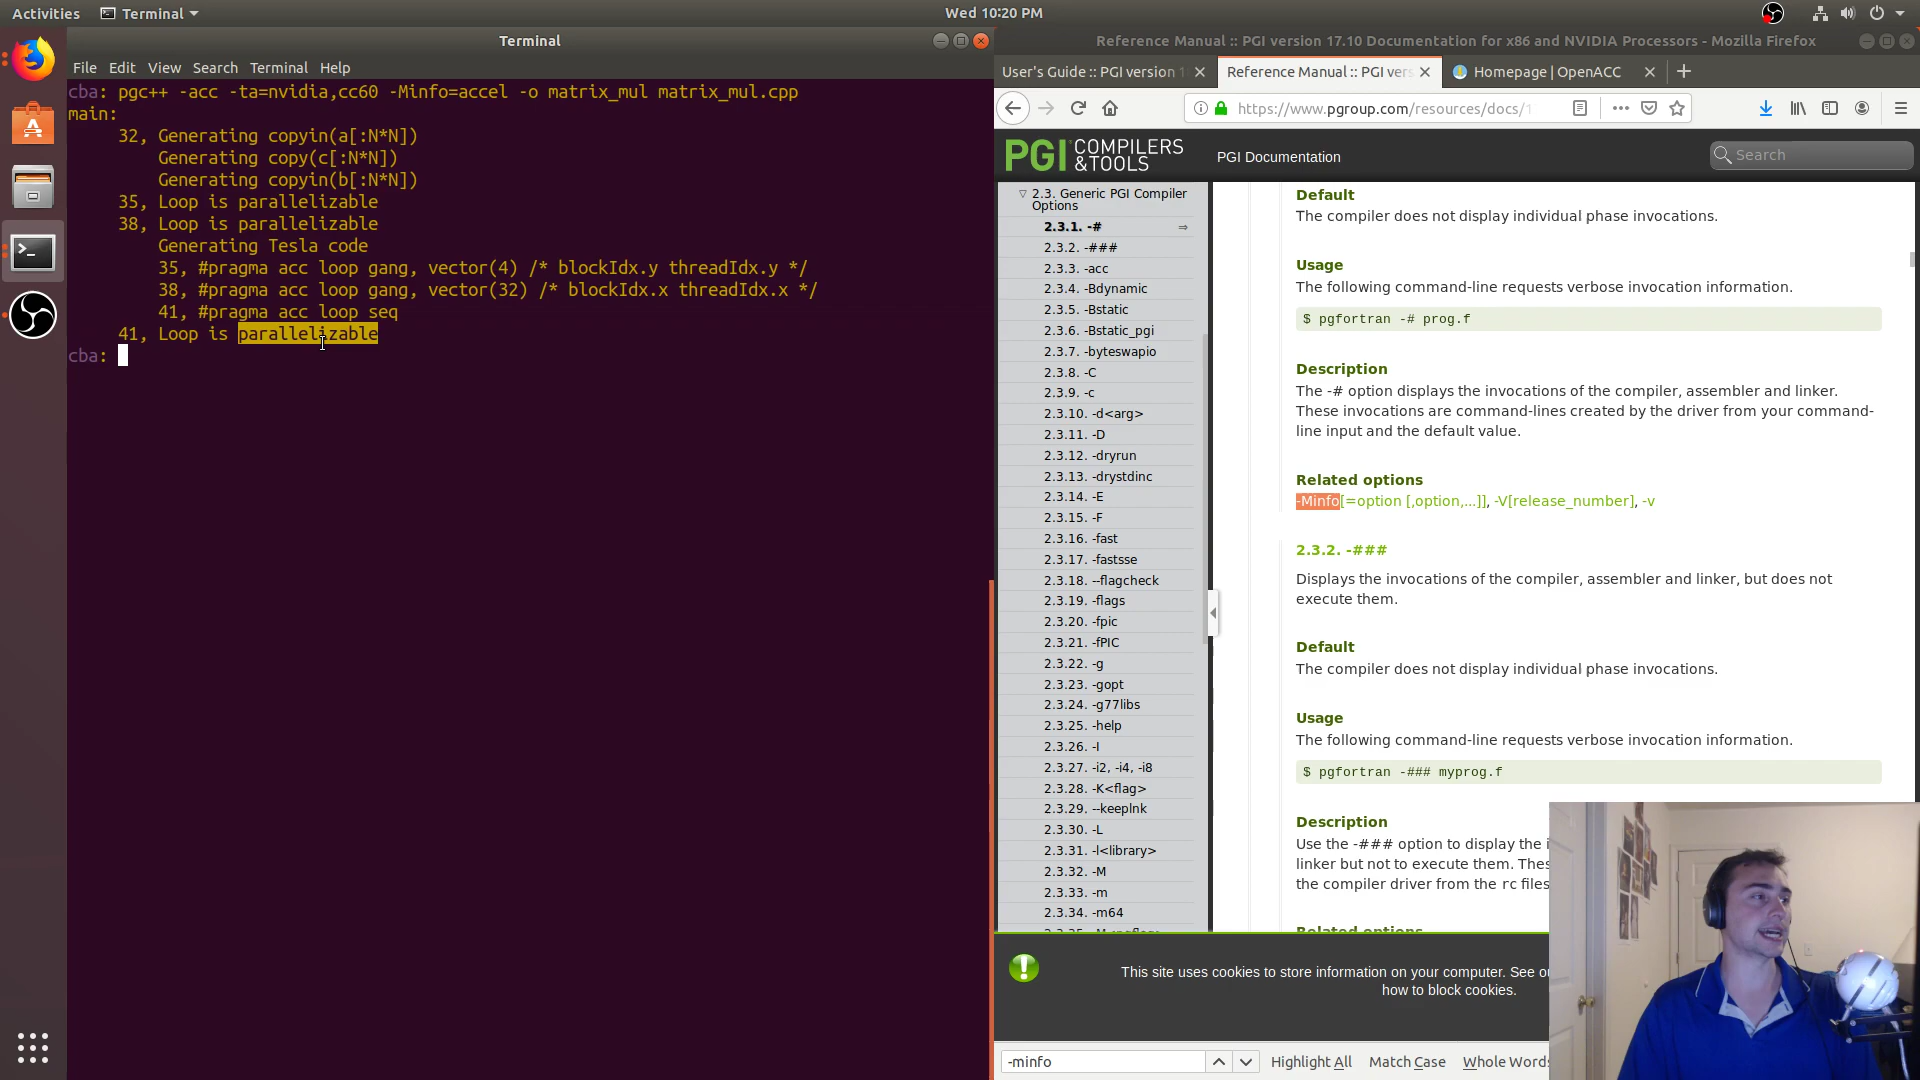 Activities
Terminal
Wed 10:20 PM
Terminal
File Edit View Search Terminal Help
cba: pgc++ -acc -ta=nvidia,cc60 -Minfo=accel -o matrix_mul matrix_mul.cpp
main:
32, Generating copyin(a[:N*N])
Generating copy(c[:N*N])
Generating copyin(b[:N*N])
35, Loop is parallelizable
38, Loop is parallelizable
Generating Tesla code
35, #pragma acc loop gang, vector(4) /* blockIdx.y threadIdx.y */
38, #pragma acc loop gang, vector(32) /* blockIdx.x threadIdx.x */
41, #pragma acc loop seq
41, Loop is parallelizable
cba:
Reference Manual :: PGI version 17.10 Documentation for x86 and NVIDIA Processors - Mozilla Firefox
User's Guide :: PGI version 1
Reference Manual :: PGI vers
Homepage | OpenACC
https://www.pgroup.com/resources/docs/1
PGI COMPILERS & TOOLS
PGI Documentation
Search
2.3. Generic PGI Compiler
Options
2.3.1. -#
2.3.2. -###
2.3.3. -acc
2.3.4. -Bdynamic
2.3.5. -Bstatic
2.3.6. -Bstatic_pgi
2.3.7. -byteswapio
2.3.8. -C
2.3.9. -c
2.3.10. -d<arg>
2.3.11. -D
2.3.12. -dryrun
2.3.13. -drystdinc
2.3.14. -E
2.3.15. -F
2.3.16. -fast
2.3.17. -fastsse
2.3.18. --flagcheck
2.3.19. -flags
2.3.20. -fpic
2.3.21. -fPIC
2.3.22. -g
2.3.23. -gopt
2.3.24. -g77libs
2.3.25. -help
2.3.26. -I
2.3.27. -i2, -i4, -i8
2.3.28. -K<flag>
2.3.29. --keeplnk
2.3.30. -L
2.3.31. -l<library>
2.3.32. -M
2.3.33. -m
2.3.34. -m64
Default
The compiler does not display individual phase invocations.
Usage
The following command-line requests verbose invocation information.
$ pgfortran -# prog.f
Description
The -# option displays the invocations of the compiler, assembler and linker.
These invocations are command-lines created by the driver from your command-
line input and the default value.
Related options
-Minfo[=option [,option,...]], -V[release_number], -v
2.3.2. -###
Displays the invocations of the compiler, assembler and linker, but does not
execute them.
Default
The compiler does not display individual phase invocations.
Usage
The following command-line requests verbose invocation information.
$ pgfortran -### myprog.f
Description
Use the -### option to display the i
linker but not to execute them. Thes
the compiler driver from the rc files
Related options
This site uses cookies to store information on your computer. See o
how to block cookies.
-minfo
Highlight All Match Case Whole Words